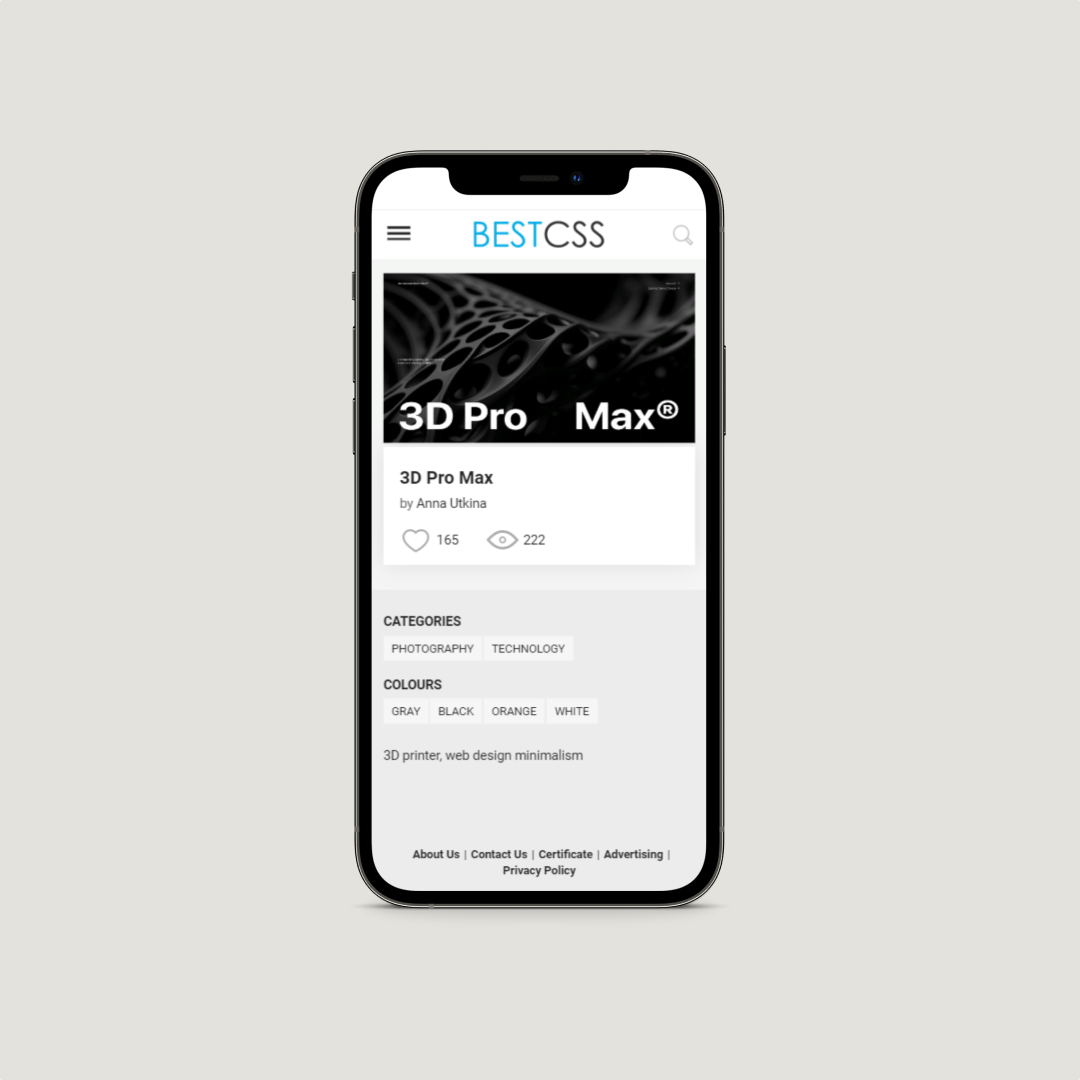 BESTCSS
3D Pro Max®
3D Pro Max
by Anna Utkina
165 222
CATEGORIES
PHOTOGRAPHY TECHNOLOGY
COLOURS
GRAY BLACK ORANGE WHITE
3D printer, web design minimalism
About Us | Contact Us | Certificate | Advertising |
Privacy Policy